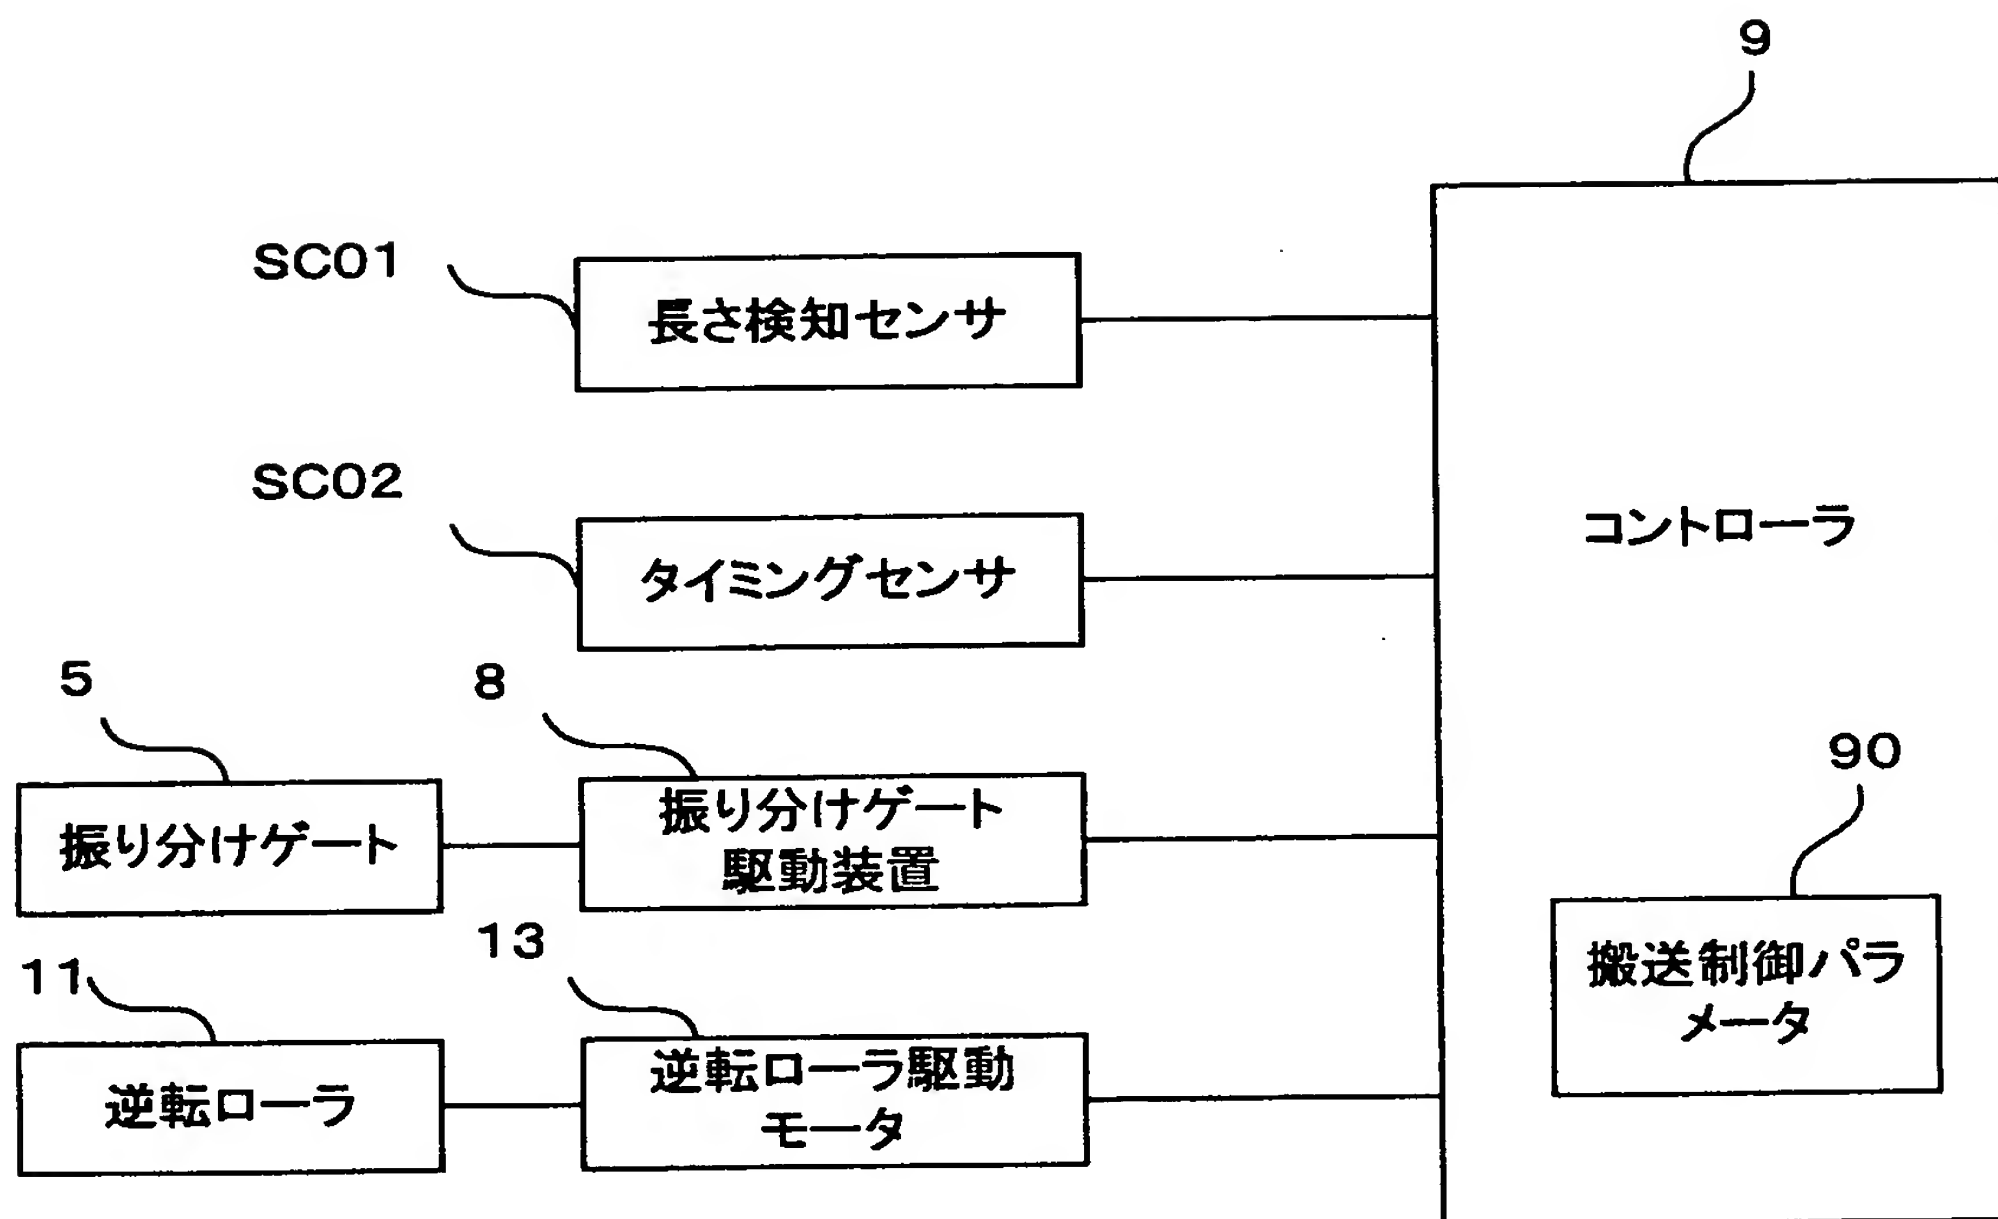 9
SC01
長さ検知センサ
SC02
タイミングセンサ
コントローラ
5
8
90
振り分けゲート
振り分けゲート
駆動装置
11
13
搬送制御パラ
メータ
逆転ローラ
逆転ローラ駆動
モータ